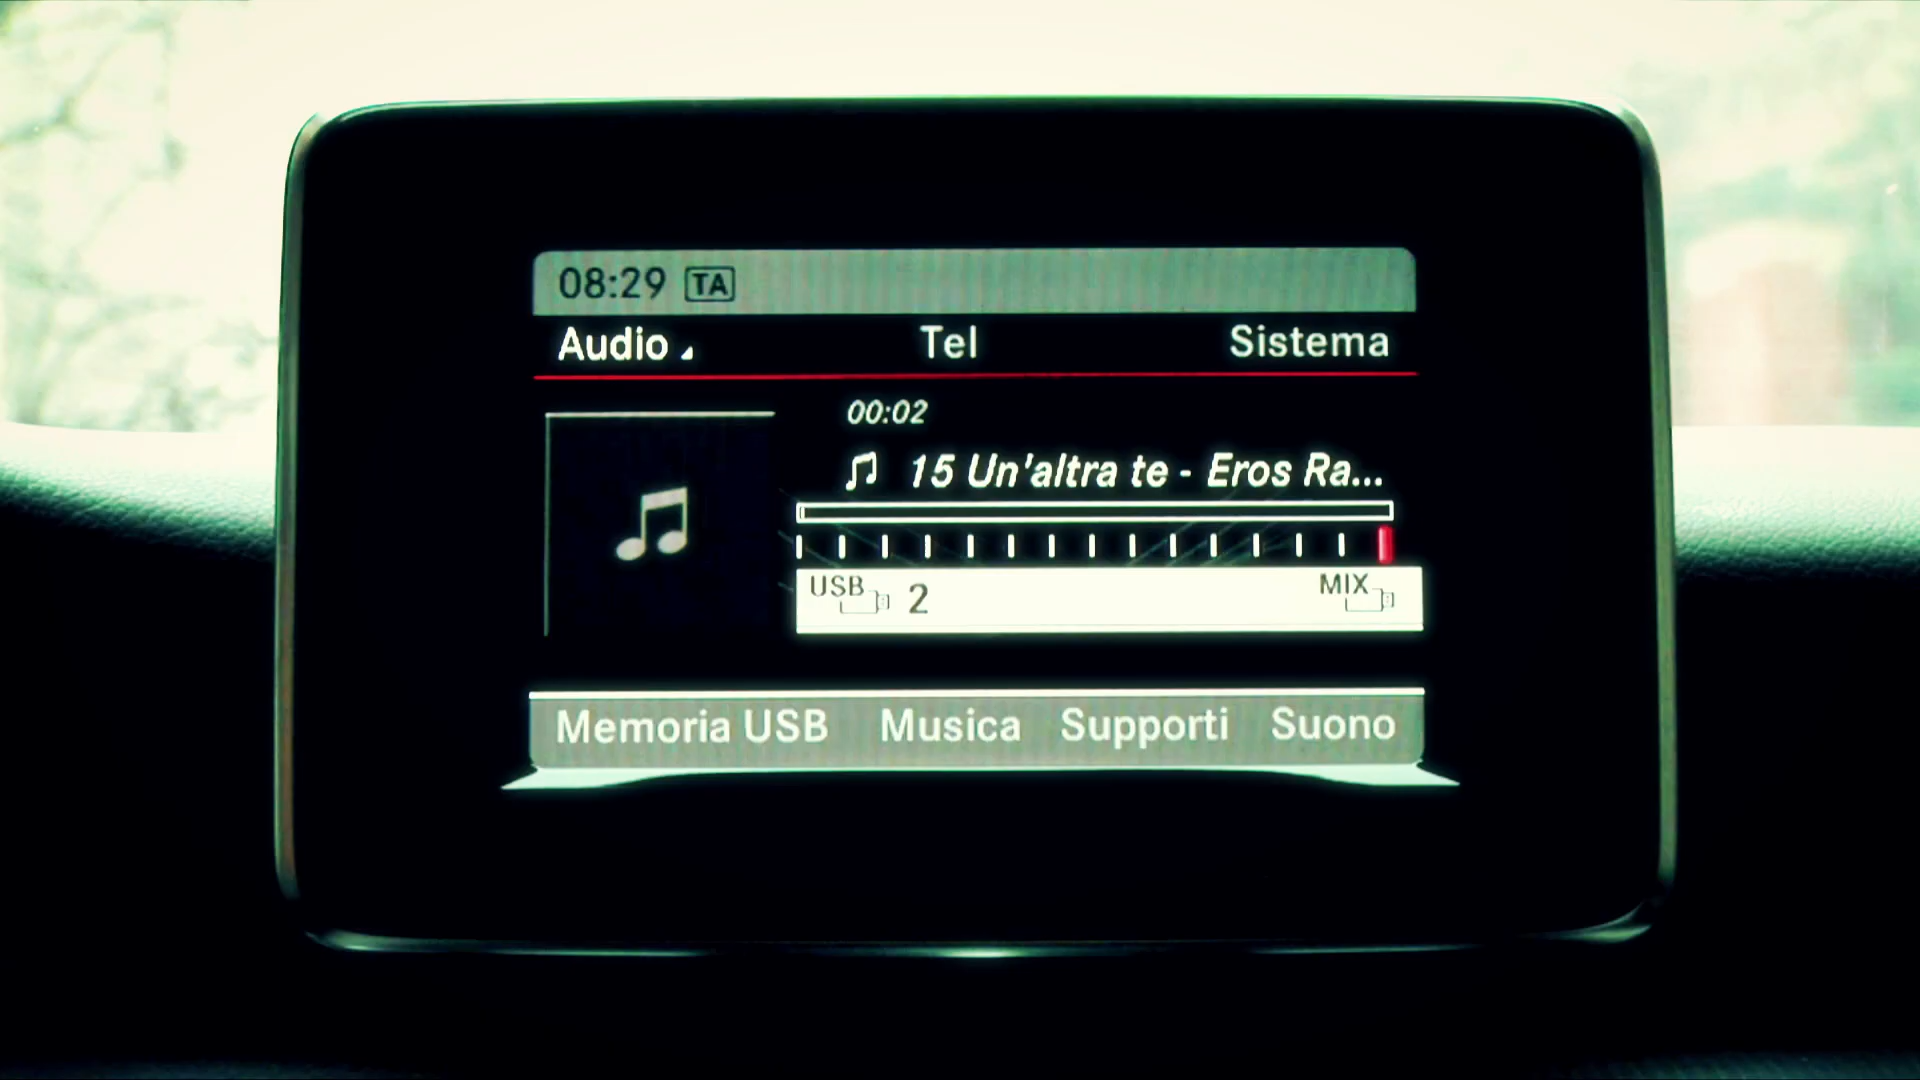 08:29 TA
Audio Tel Sistema
00:02
15 Un'altra te - Eros Ra...
USB 2 MIX
Memoria USB Musica Supporti Suono